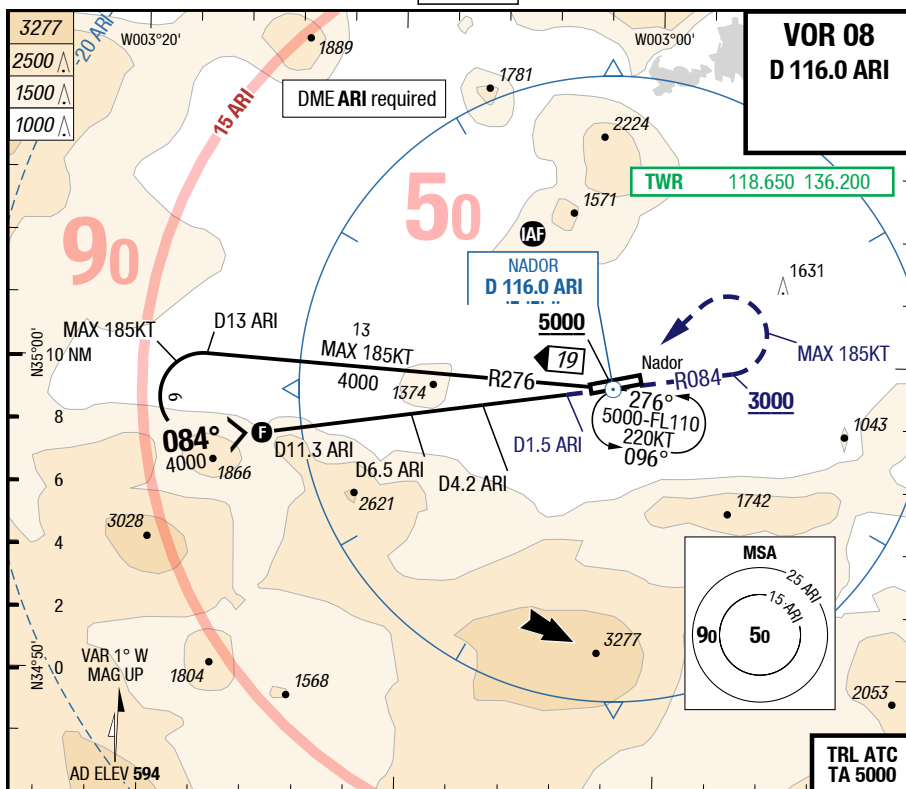 3277
2500
1500
1000
-20 ARI
W003°20'
W003°00'
1889
1781
DME ARI required
15 ARI
VOR 08
D 116.0 ARI
2224
TWR 118.650 136.200
1571
50
90
IAF
NADOR
D 116.0 ARI
1631
5000
N35°00'
10 NM
MAX 185KT
D13 ARI
13
MAX 185KT
4000
19
Nador
MAX 185KT
R276
R084
3000
1374
276°
5000-FL110
220KT
096°
9
8
084°
4000
F
D11.3 ARI
D6.5 ARI
D4.2 ARI
D1.5 ARI
1043
1866
6
2621
1742
3028
4
MSA
25 ARI
15 ARI
90
50
2
3277
N34°50'
0
VAR 1° W
MAG UP
1804
1568
2053
AD ELEV 594
TRL ATC
TA 5000